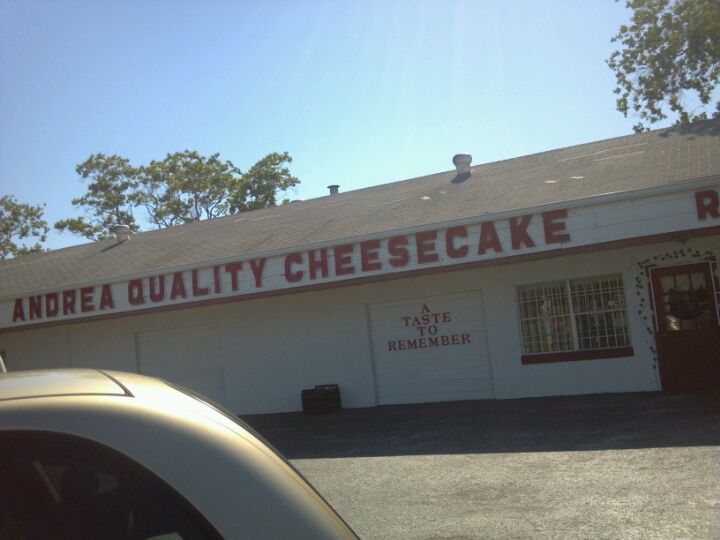 ANDREA QUALITY CHEESECAKE R
A
TASTE
TO
REMEMBER